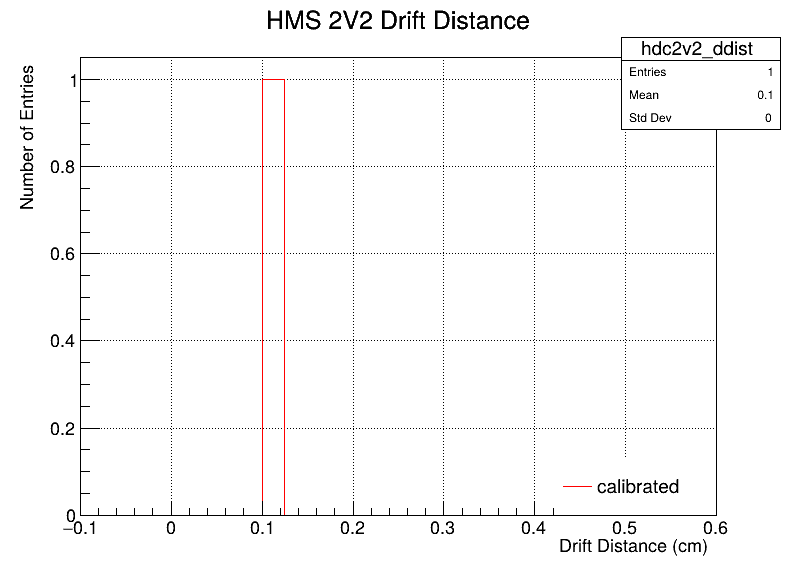 HMS 2V2 Drift Distance
hdc2v2_ddist
Entries 1
Mean 0.1
Std Dev 0
Number of Entries
1
0.8
0.6
0.4
0.2
0
calibrated
−0.1 0 0.1 0.2 0.3 0.4 0.5 0.6
Drift Distance (cm)